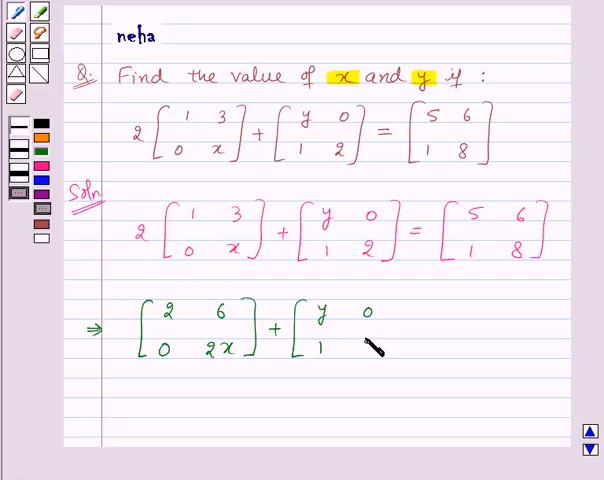 neha
Q. Find the value of x and y if :
2 [ 1 3 ; 0 x ] + [ y 0 ; 1 2 ] = [ 5 6 ; 1 8 ]
Soln
2 [ 1 3 ; 0 x ] + [ y 0 ; 1 2 ] = [ 5 6 ; 1 8 ]
⇒ [ 2 6 ; 0 2x ] + [ y 0 ; 1